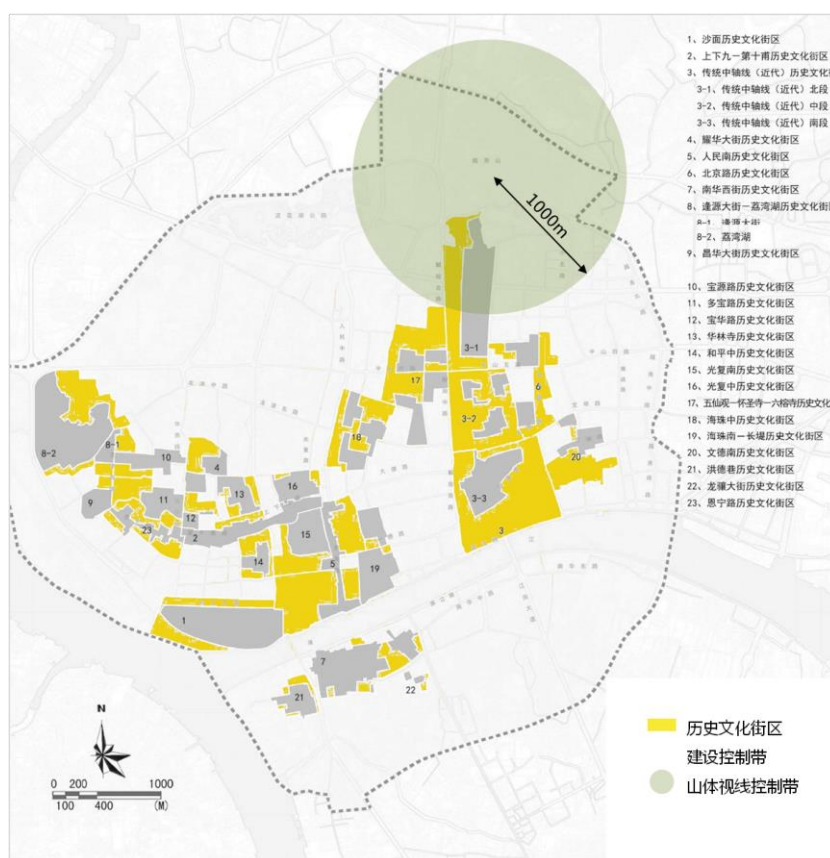 1、沙面历史文化街区
2、上下九—第十甫历史文化街区
3、传统中轴线（近代）历史文化街
3-1、传统中轴线（近代）北段
3-2、传统中轴线（近代）中段
3-3、传统中轴线（近代）南段
4、耀华大街历史文化街区
5、人民南历史文化街区
6、北京路历史文化街区
7、南华西街历史文化街区
8、逢源大街—荔湾湖历史文化街
8-1、逢源大街
8-2、荔湾湖
9、昌华大街历史文化街区
10、宝源路历史文化街区
11、多宝路历史文化街区
12、宝华路历史文化街区
13、华林寺历史文化街区
14、和平中历史文化街区
15、光复南历史文化街区
16、光复中历史文化街区
17、五仙观—怀圣寺—六榕寺历史文化
18、海珠中历史文化街区
19、海珠南—长堤历史文化街区
20、文德南历史文化街区
21、洪德巷历史文化街区
22、龙骧大街历史文化街区
23、恩宁路历史文化街区
1000m
3-1
17
6
3-2
18
20
8-1
8-2
10
4
16
13
3-3
9
11
12
23
2
15
3
14
5
19
1
7
22
21
N
0 200 1000
100 400 (M)
历史文化街区
建设控制带
山体视线控制带